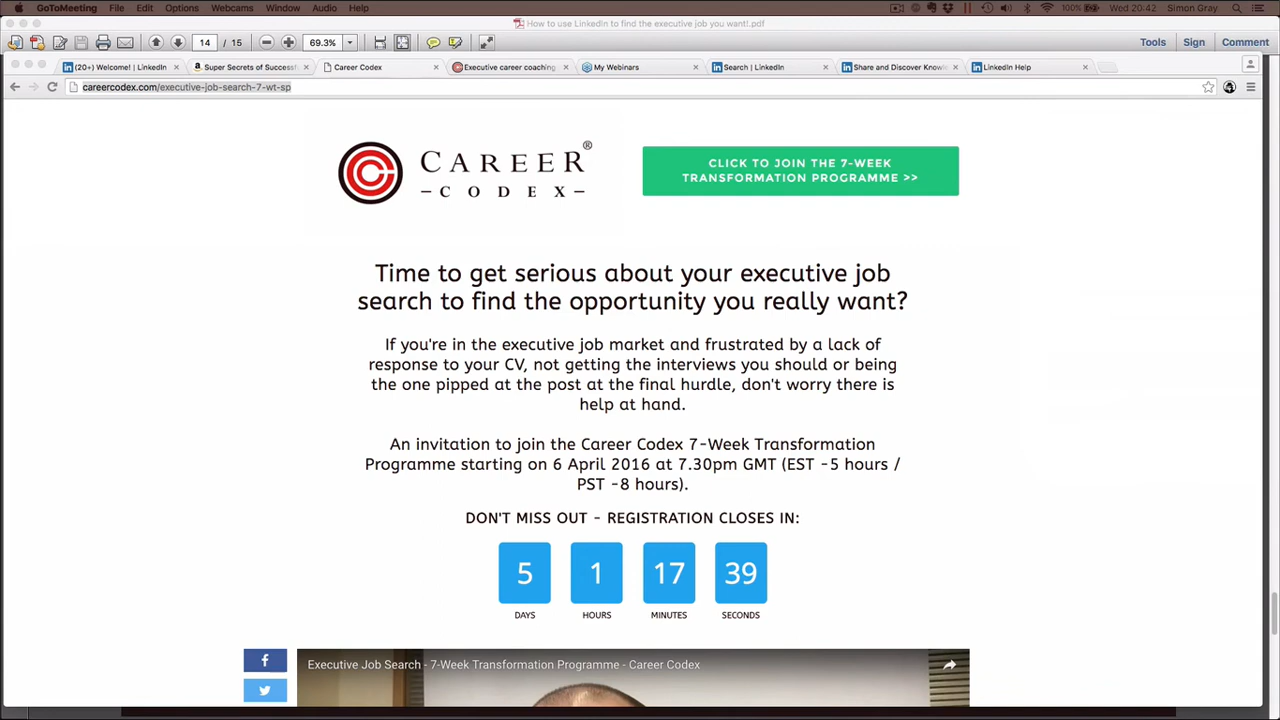 GoToMeeting File Edit Options Webcams Window Audio Help 100% Wed 20:42 Simon Gray
How to use LinkedIn to find the executive job you want!.pdf
14 / 15 69.3% Tools Sign Comment
(20+) Welcome! | LinkedIn Super Secrets of Successf Career Codex Executive career coaching My Webinars Search | LinkedIn Share and Discover Knowle LinkedIn Help
careercodex.com/executive-job-search-7-wt-sp
CAREER®
-CODEX-
CLICK TO JOIN THE 7-WEEK
TRANSFORMATION PROGRAMME >>
Time to get serious about your executive job
search to find the opportunity you really want?
If you're in the executive job market and frustrated by a lack of
response to your CV, not getting the interviews you should or being
the one pipped at the post at the final hurdle, don't worry there is
help at hand.
An invitation to join the Career Codex 7-Week Transformation
Programme starting on 6 April 2016 at 7.30pm GMT (EST -5 hours /
PST -8 hours).
DON'T MISS OUT - REGISTRATION CLOSES IN:
5 1 17 39
DAYS HOURS MINUTES SECONDS
Executive Job Search - 7-Week Transformation Programme - Career Codex